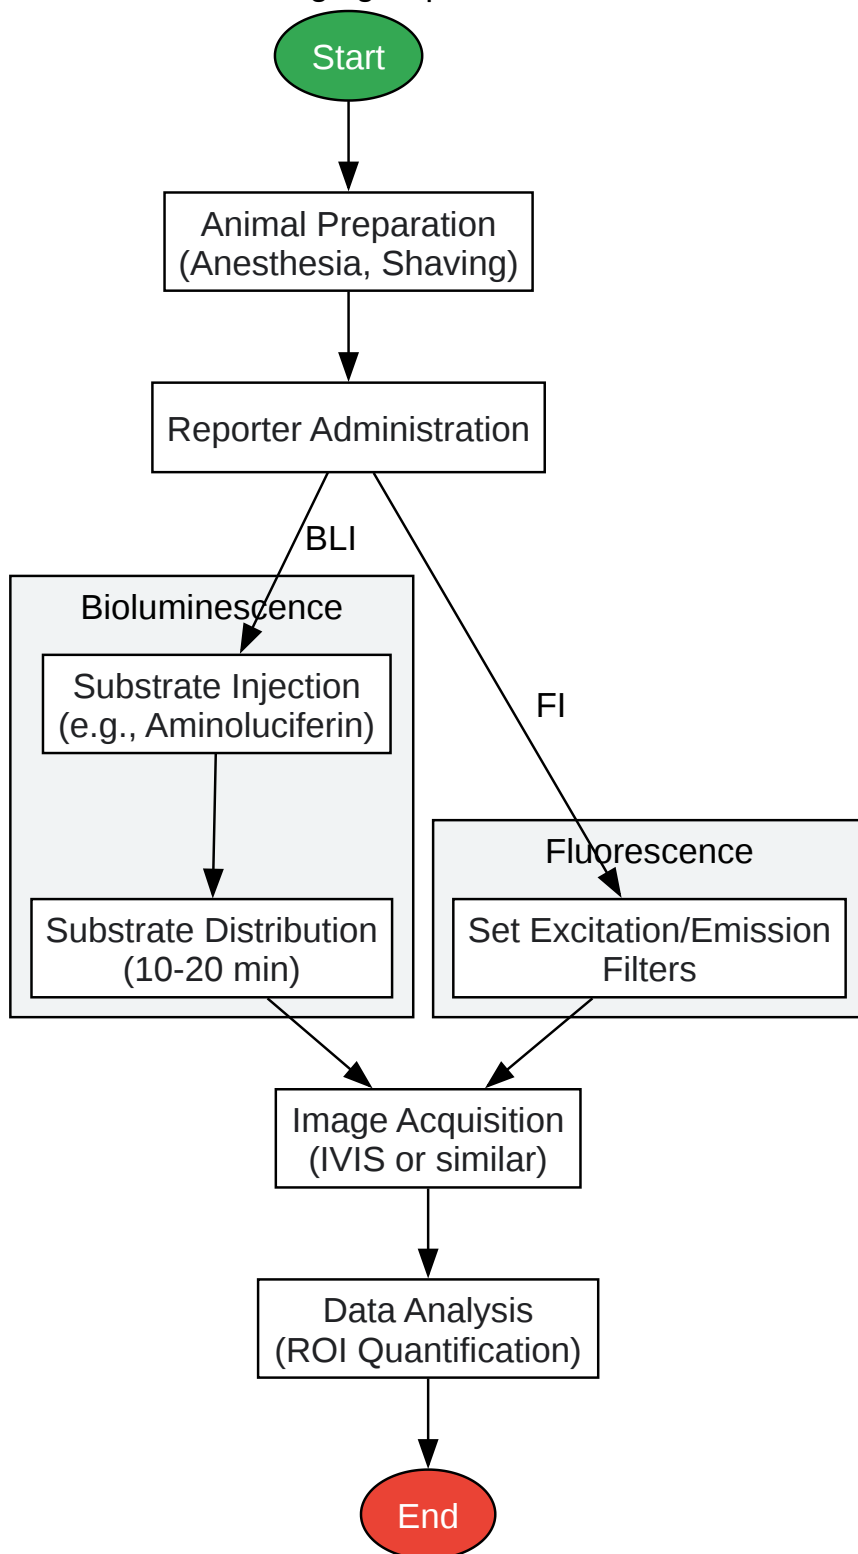 Start
Animal Preparation
(Anesthesia, Shaving)
Reporter Administration
BLI
Bioluminescence
Substrate Injection
(e.g., Aminoluciferin)
FI
Fluorescence
Substrate Distribution
(10-20 min)
Set Excitation/Emission
Filters
Image Acquisition
(IVIS or similar)
Data Analysis
(ROI Quantification)
End